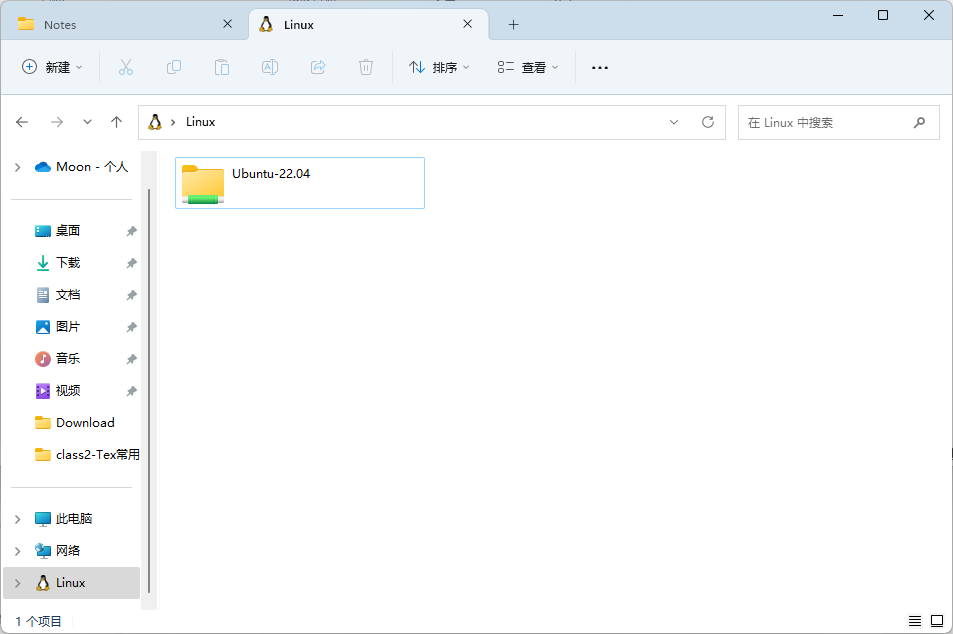 Notes
Linux
新建
排序
查看
Linux
在 Linux 中搜索
Moon - 个人
Ubuntu-22.04
桌面
下载
文档
图片
音乐
视频
Download
class2-Tex常用
此电脑
网络
Linux
1 个项目